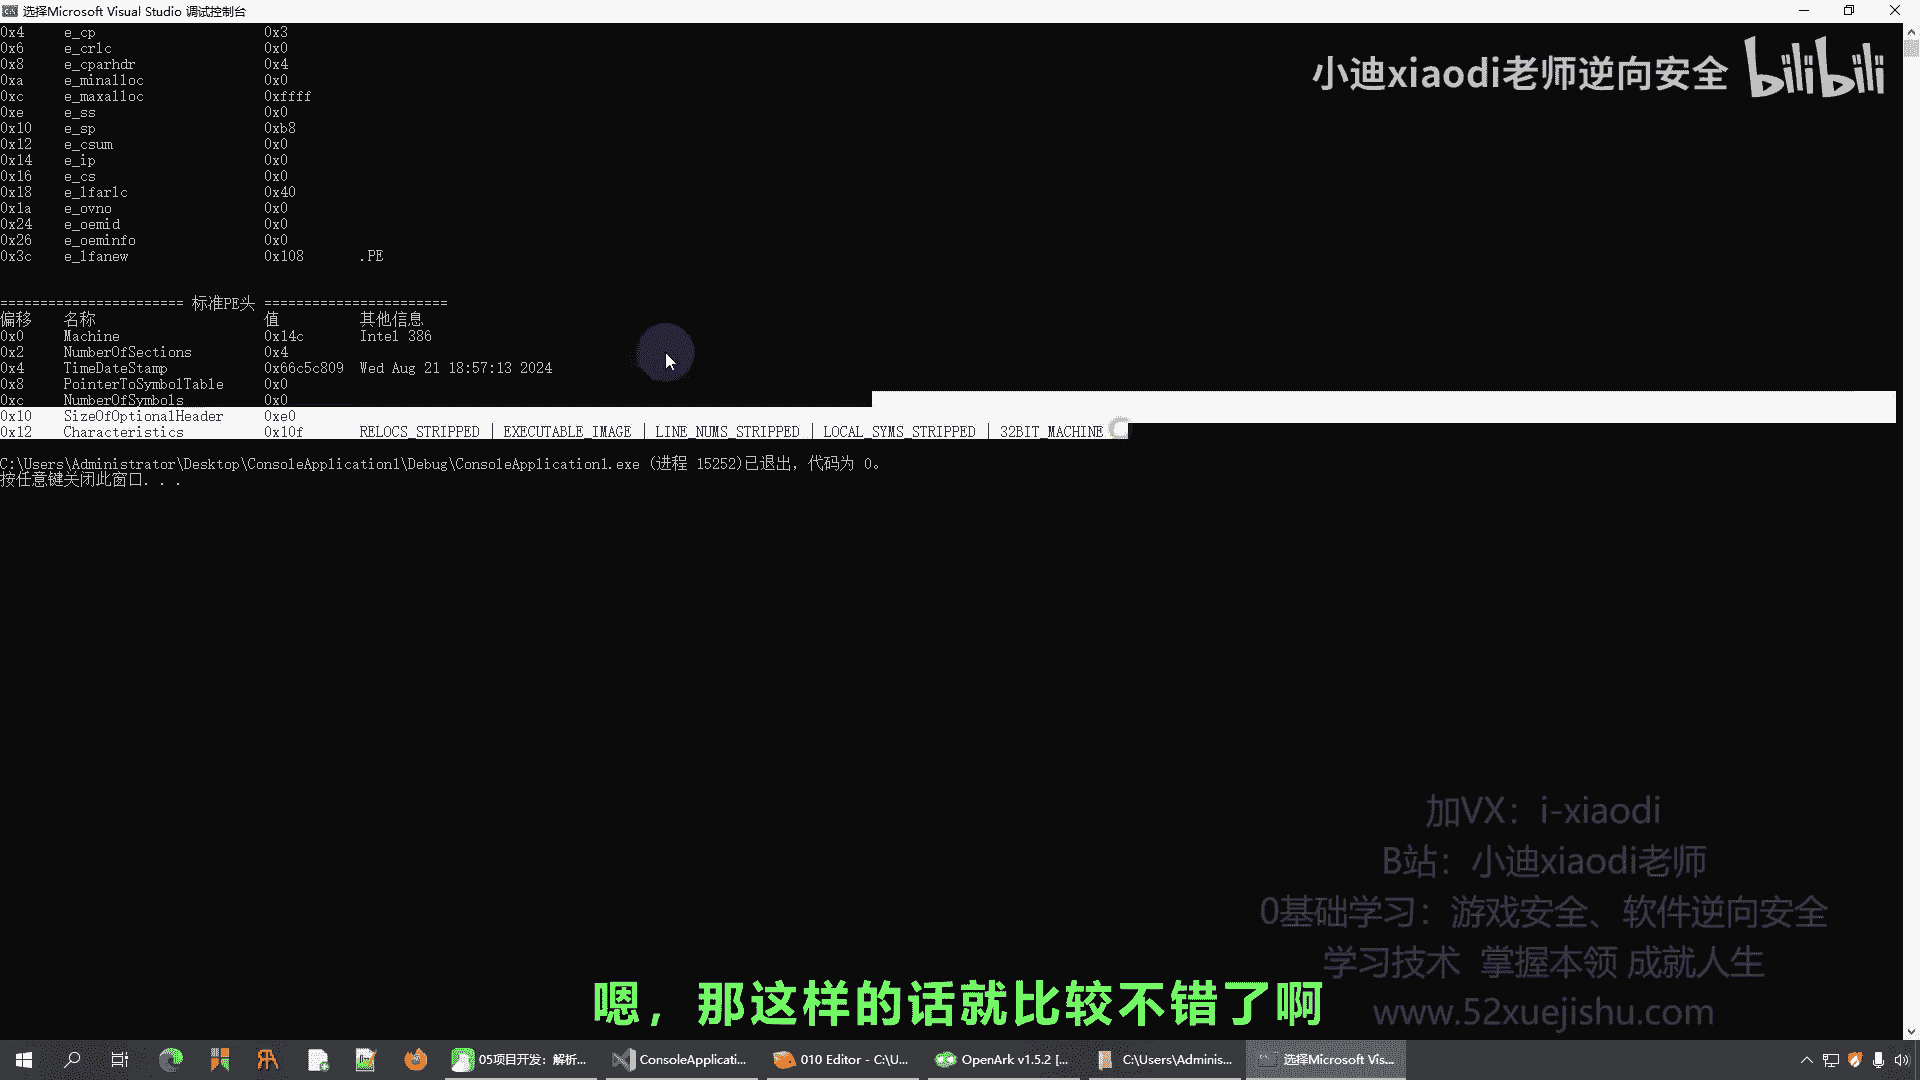 选择Microsoft Visual Studio 调试控制台
0x4 e_cp 0x3
0x6 e_crlc 0x0
0x8 e_cparhdr 0x4
0xa e_minalloc 0x0
0xc e_maxalloc 0xffff
0xe e_ss 0x0
0x10 e_sp 0xb8
0x12 e_csum 0x0
0x14 e_ip 0x0
0x16 e_cs 0x0
0x18 e_lfarlc 0x40
0x1a e_ovno 0x0
0x24 e_oemid 0x0
0x26 e_oeminfo 0x0
0x3c e_lfanew 0x108 .PE
小迪xiaodi老师逆向安全 bilibili
======================= 标准PE头 =======================
偏移 名称 值 其他信息
0x0 Machine 0x14c Intel 386
0x2 NumberOfSections 0x4
0x4 TimeDateStamp 0x66c5c809 Wed Aug 21 18:57:13 2024
0x8 PointerToSymbolTable 0x0
0xc NumberOfSymbols 0x0
0x10 SizeOfOptionalHeader 0xe0
0x12 Characteristics 0x10f RELOCS_STRIPPED | EXECUTABLE_IMAGE | LINE_NUMS_STRIPPED | LOCAL_SYMS_STRIPPED | 32BIT_MACHINE
C:\Users\Administrator\Desktop\ConsoleApplication1\Debug\ConsoleApplication1.exe (进程 15252)已退出，代码为 0。
按任意键关闭此窗口. . .
加VX：i-xiaodi
B站：小迪xiaodi老师
0基础学习：游戏安全、软件逆向安全
学习技术 掌握本领 成就人生
www.52xuejishu.com
嗯，那这样的话就比较不错了啊
05项目开发：解析...
ConsoleApplicati...
010 Editor - C:\U...
OpenArk v1.5.2 [...
C:\Users\Adminis...
选择Microsoft Vis...